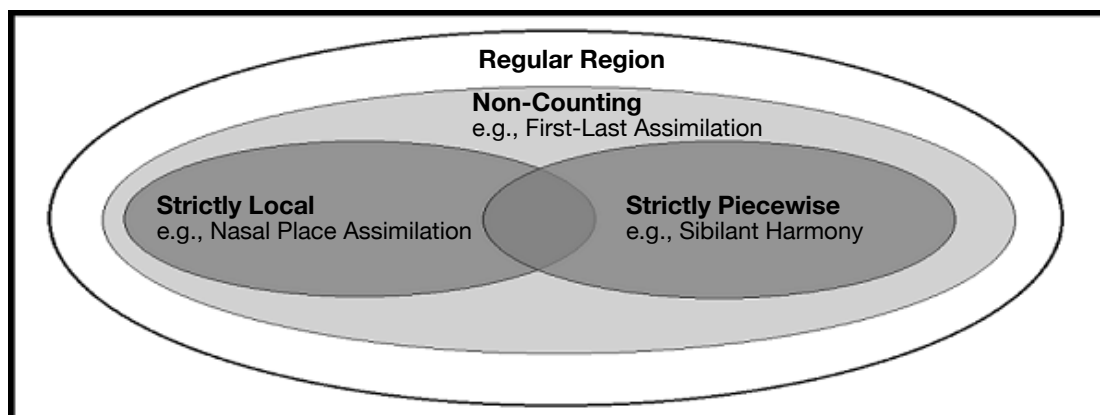 Regular Region
Non-Counting
e.g., First-Last Assimilation
Strictly Local
e.g., Nasal Place Assimilation
Strictly Piecewise
e.g., Sibilant Harmony